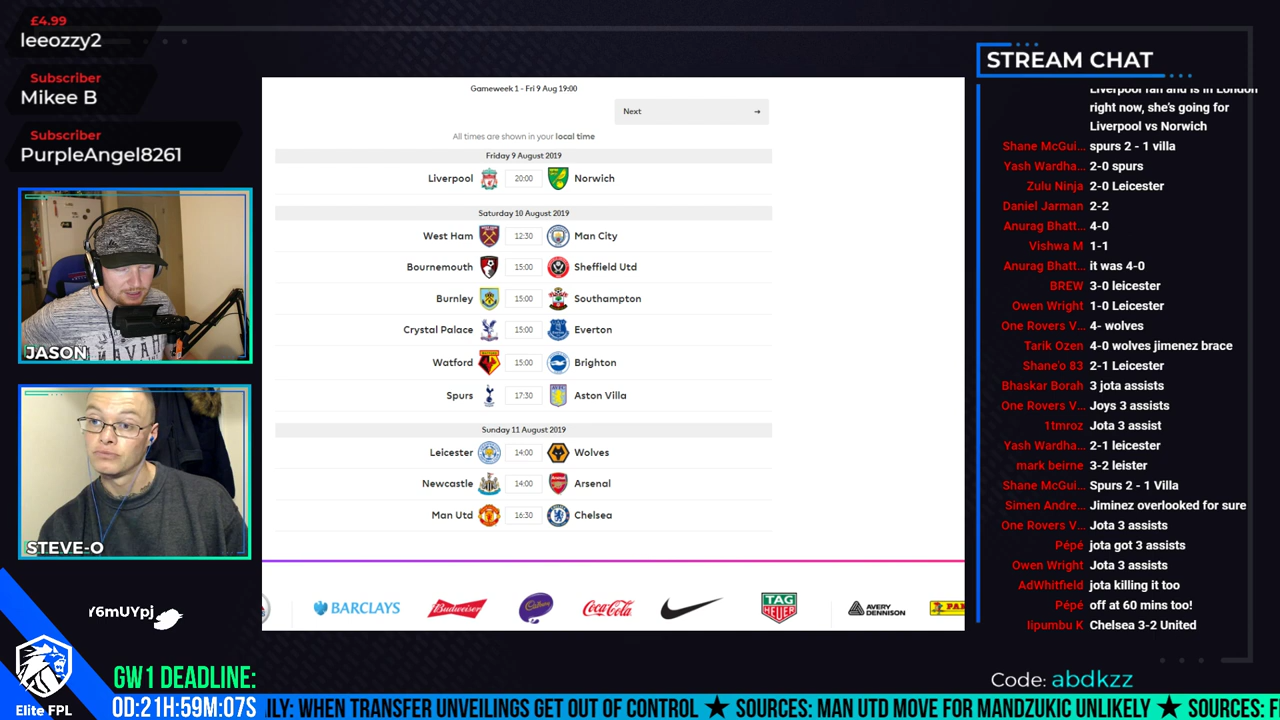 £4.99
leeozzy2
Subscriber
Mikee B
Subscriber
PurpleAngel8261
JASON
STEVE-O
Y6mUYpj
Elite FPL
GW1 DEADLINE:
0D:21H:59M:07S
Gameweek 1 - Fri 9 Aug 19:00
Next →
All times are shown in your local time
Friday 9 August 2019
Liverpool 20:00 Norwich
Saturday 10 August 2019
West Ham 12:30 Man City
Bournemouth 15:00 Sheffield Utd
Burnley 15:00 Southampton
Crystal Palace 15:00 Everton
Watford 15:00 Brighton
Spurs 17:30 Aston Villa
Sunday 11 August 2019
Leicester 14:00 Wolves
Newcastle 14:00 Arsenal
Man Utd 16:30 Chelsea
BARCLAYS
Budweiser
Cadbury
Coca-Cola
TAG HEUER
AVERY DENNISON
STREAM CHAT
Liverpool fan and is in London
right now, she's going for
Liverpool vs Norwich
Shane McGui... spurs 2 - 1 villa
Yash Wardha... 2-0 spurs
Zulu Ninja 2-0 Leicester
Daniel Jarman 2-2
Anurag Bhatt... 4-0
Vishwa M 1-1
Anurag Bhatt... it was 4-0
BREW 3-0 leicester
Owen Wright 1-0 Leicester
One Rovers V... 4- wolves
Tarik Ozen 4-0 wolves jimenez brace
Shane'o 83 2-1 Leicester
Bhaskar Borah 3 jota assists
One Rovers V... Joys 3 assists
1tmroz Jota 3 assist
Yash Wardha... 2-1 leicester
mark beirne 3-2 leister
Shane McGui... Spurs 2 - 1 Villa
Simen Andre... Jiminez overlooked for sure
One Rovers V... Jota 3 assists
Pépé jota got 3 assists
Owen Wright Jota 3 assists
AdWhitfield jota killing it too
Pépé off at 60 mins too!
Iipumbu K Chelsea 3-2 United
Code: abdkzz
ILY: WHEN TRANSFER UNVEILINGS GET OUT OF CONTROL ★ SOURCES: MAN UTD MOVE FOR MANDZUKIC UNLIKELY ★ SOURCES: F